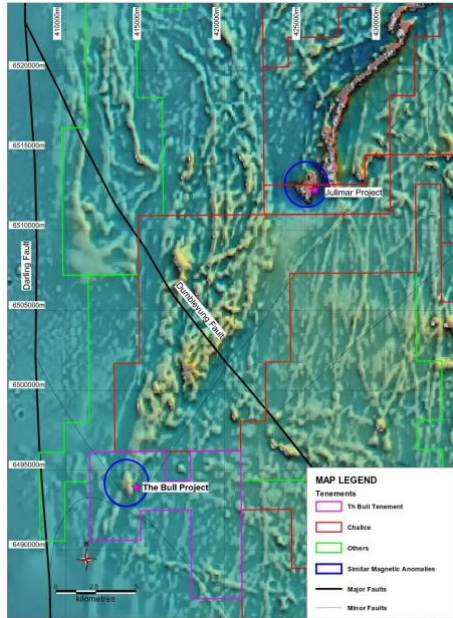 410000m
415000m
420000m
425000m
430000m
6520000m
6515000m
6510000m
6505000m
6500000m
6495000m
6490000m
Julimar Project
Darling Fault
Dumbleyung Fault
The Bull Project
N
0 2.5 5
kilometres
MAP LEGEND
Tenements
Th Bull Tenement
Chalice
Others
Similar Magnetic Anomalies
Major Faults
Minor Faults